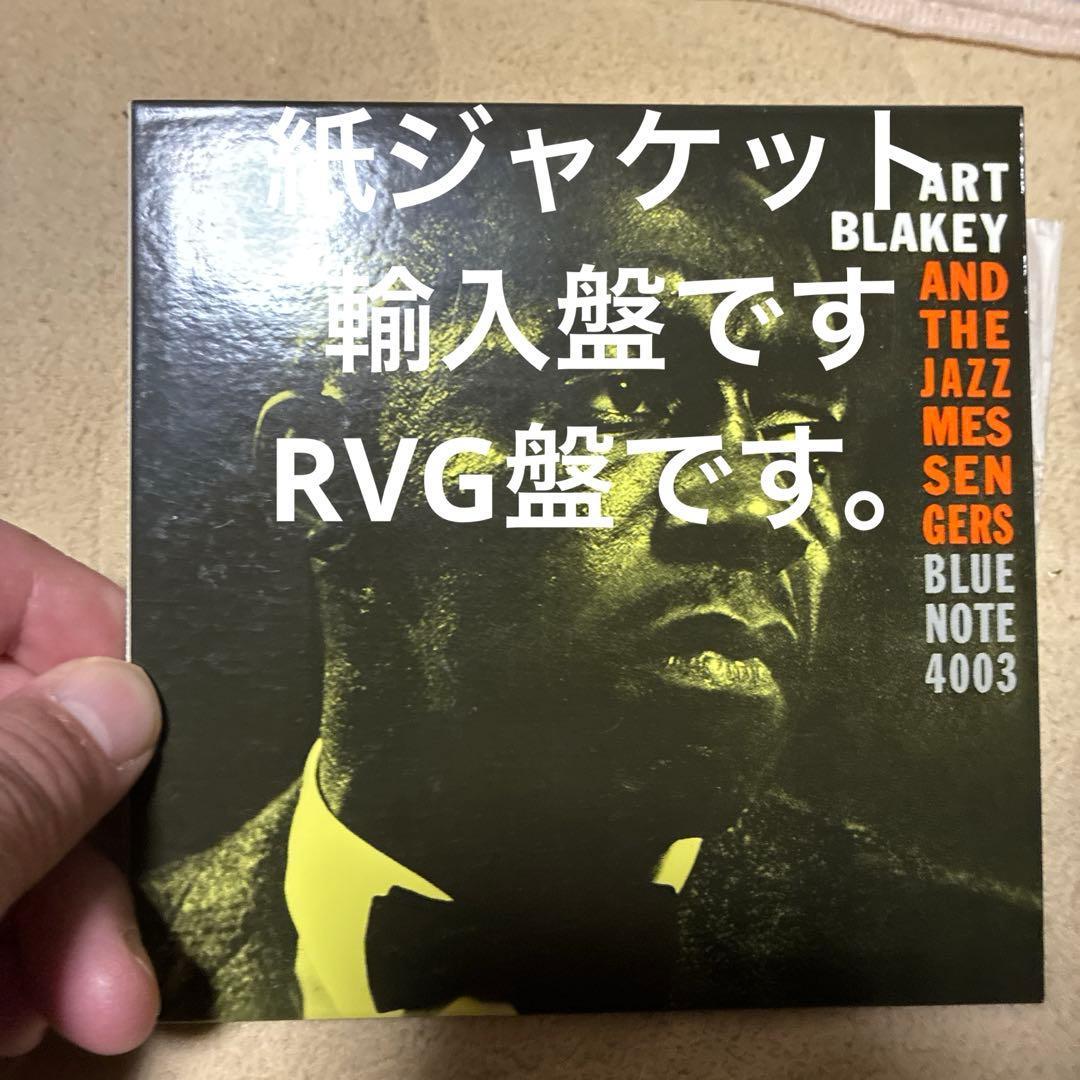 紙ジャケット
輸入盤です
RVG盤です。
ART
BLAKEY
AND
THE
JAZZ
MES
SEN
GERS
BLUE
NOTE
4003